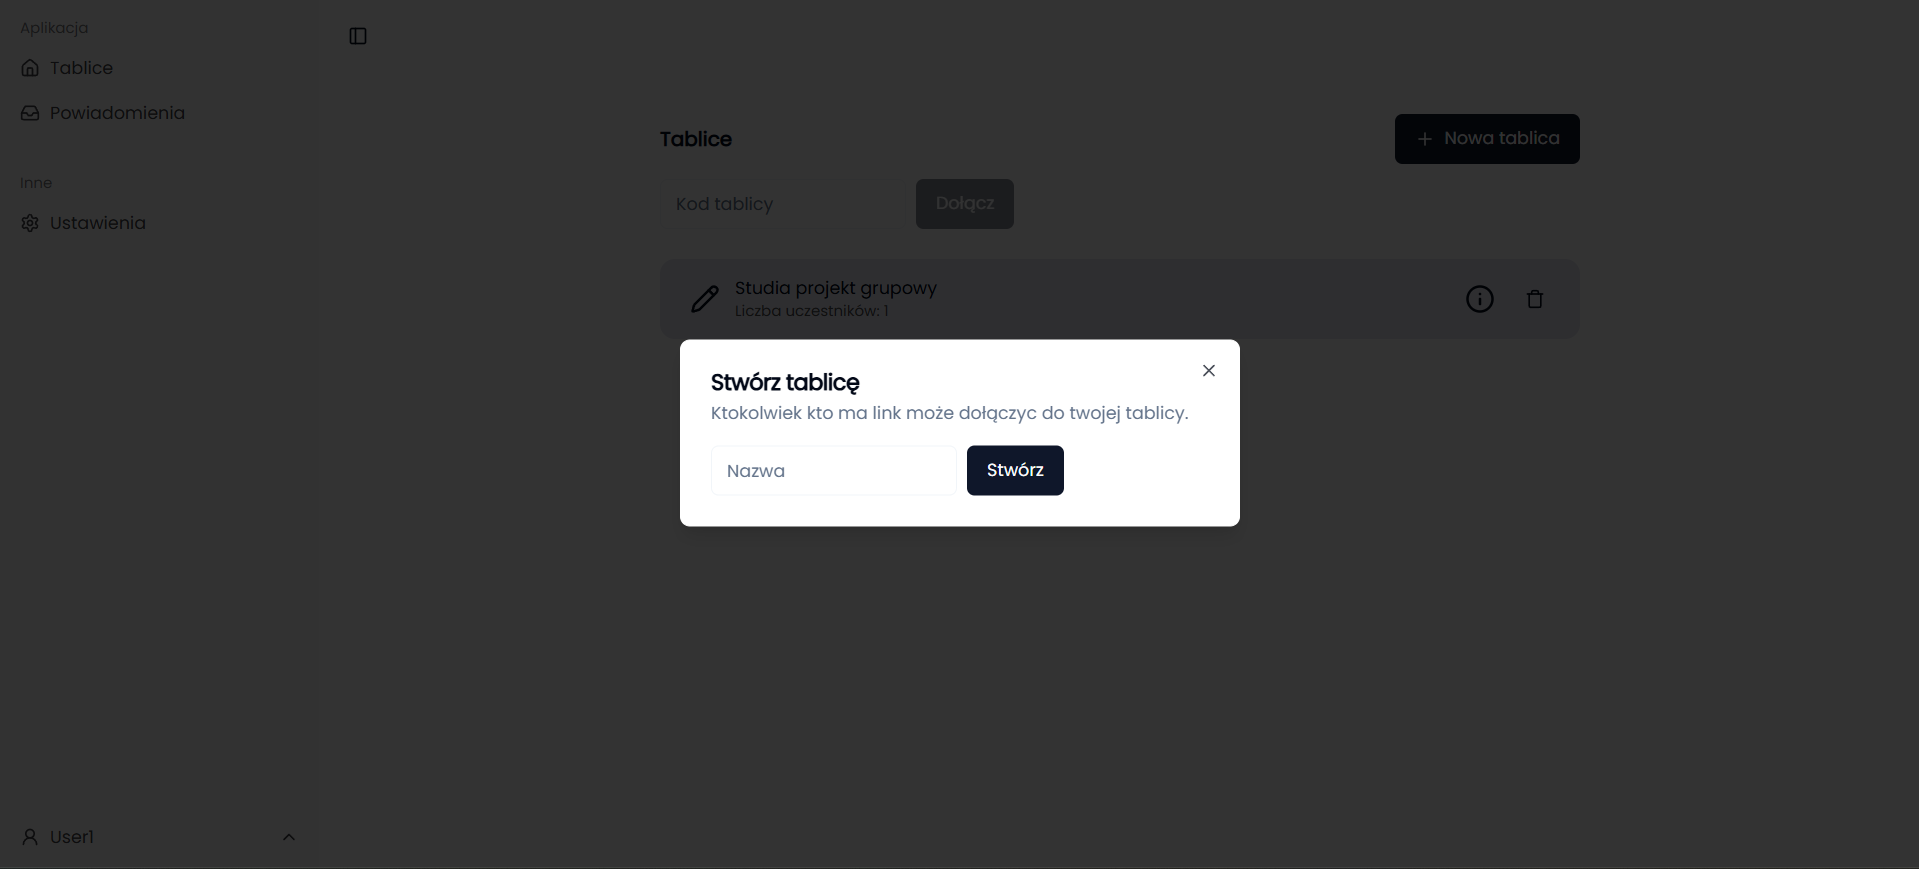 Aplikacja
Tablice
Powiadomienia
Inne
Ustawienia
User1
Tablice
Nowa tablica
Kod tablicy
Dołącz
Studia projekt grupowy
Liczba uczestników: 1
Stwórz tablicę
Ktokolwiek kto ma link może dołączyc do twojej tablicy.
Nazwa
Stwórz